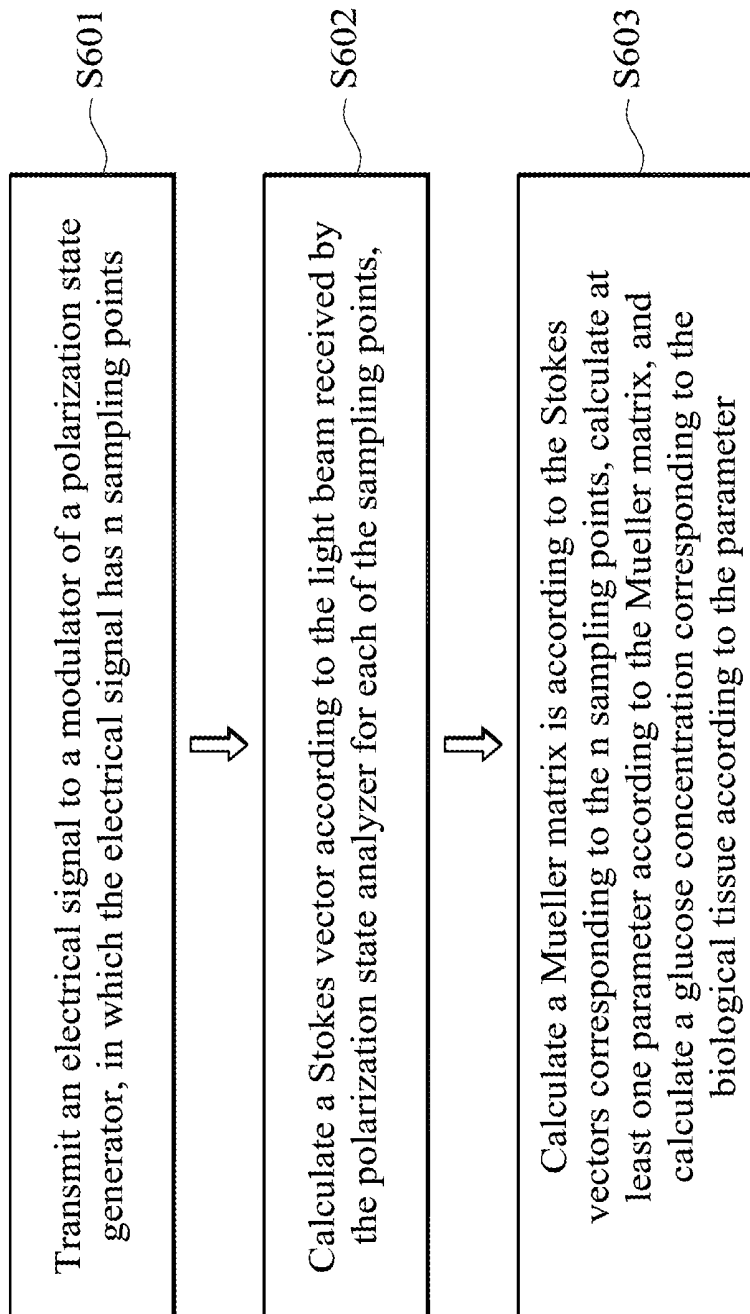 Transmit an electrical signal to a modulator of a polarization state
generator, in which the electrical signal has n sampling points
S601
Calculate a Stokes vector according to the light beam received by
the polarization state analyzer for each of the sampling points,
S602
Calculate a Mueller matrix is according to the Stokes
vectors corresponding to the n sampling points, calculate at
least one parameter according to the Mueller matrix, and
calculate a glucose concentration corresponding to the
biological tissue according to the parameter
S603